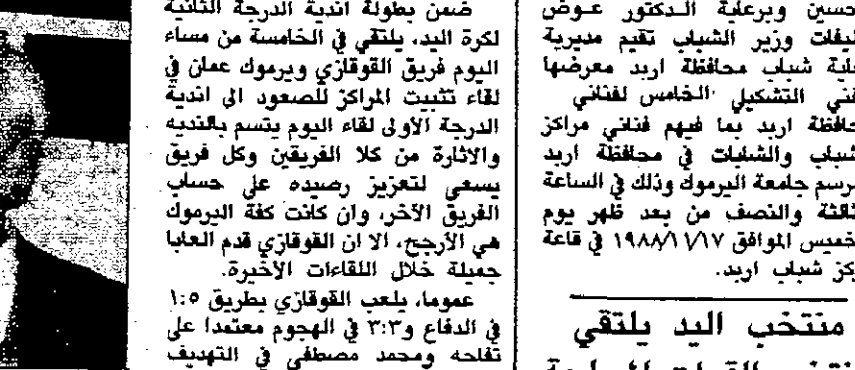 حسين وبرعاية الدكتور عوض
خليفات وزير الشباب تقيم مديرية
رعاية شباب محافظة اربد معرضها
الفني التشكيلي الخامس لفناني
محافظة اربد بما فيهم فناني مراكز
الشباب والشابات في محافظة اربد
ومرسم جامعة اليرموك وذلك في الساعة
الثالثة والنصف من بعد ظهر يوم
الخميس الموافق ١٩٨٨/١١/١٧ في قاعة
مركز شباب اربد.
منتخب اليد يلتقي
ضمن بطولة اندية الدرجة الثانية
لكرة اليد، يلتقي في الخامسة من مساء
اليوم فريق القوقازي ويرموك عمان في
لقاء تثبيت المراكز للصعود الى اندية
الدرجة الأولى لقاء اليوم يتسم بالنديه
والاثارة من كلا الفريقين وكل فريق
يسعى لتعزيز رصيده على حساب
الفريق الآخر، وان كانت كفة اليرموك
هي الأرجح، الا ان القوقازي قدم العابا
جميلة خلال اللقاءات الأخيرة.
عموما، يلعب القوقازي بطريق ١:٥
في الدفاع و٣:٣ في الهجوم معتمدا على
تفاحه ومحمد مصطفى في التهديف